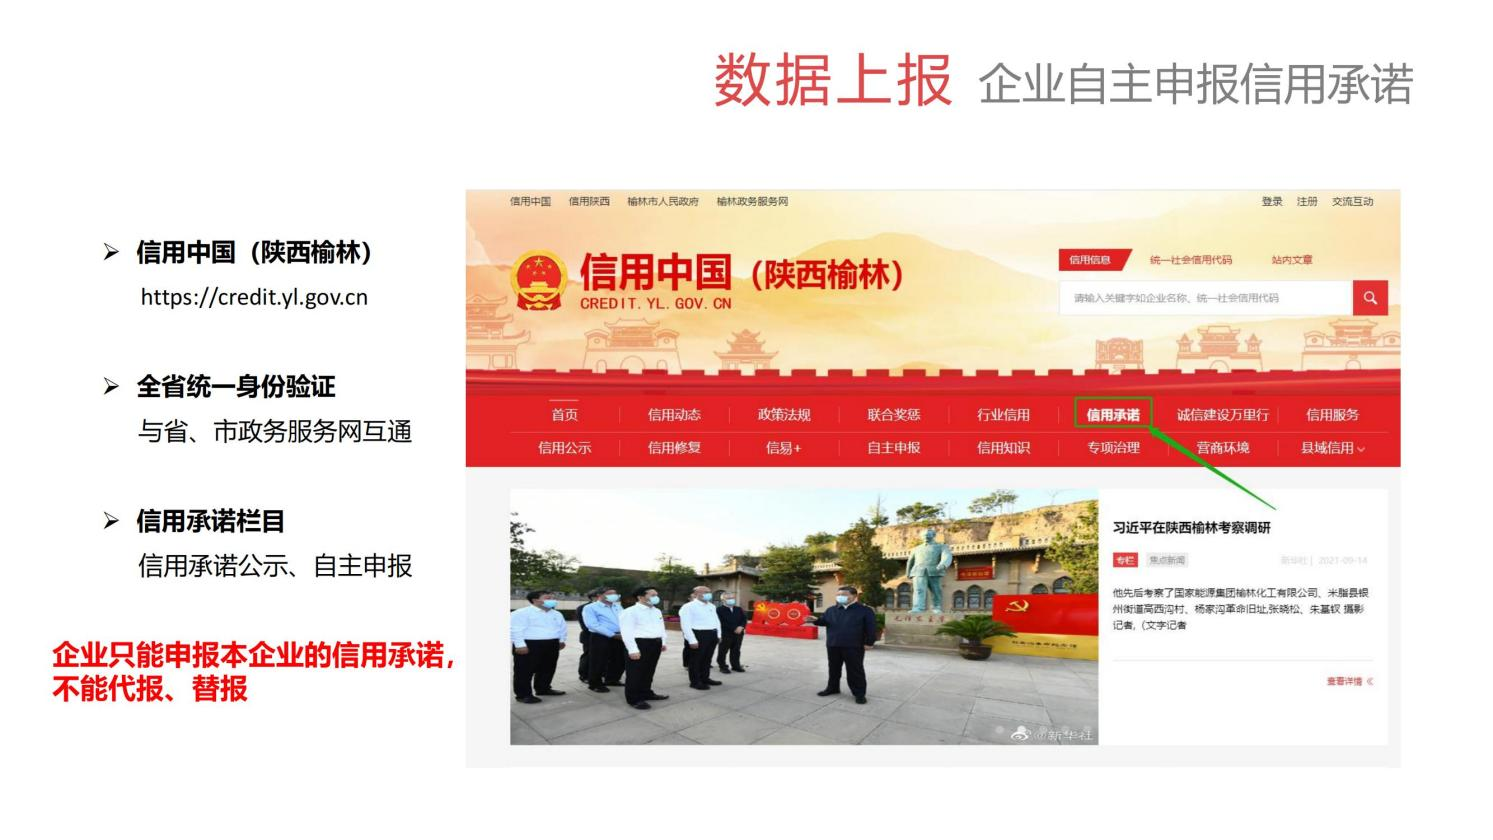 数据上报 企业自主申报信用承诺
信用中国（陕西榆林）
https://credit.yl.gov.cn
全省统一身份验证
与省、市政务服务网互通
信用承诺栏目
信用承诺公示、自主申报
企业只能申报本企业的信用承诺，
不能代报、替报
信用中国 信用陕西 榆林市人民政府 榆林政务服务网 登录 注册 交流互动
信用中国（陕西榆林）
CREDIT. YL. GOV. CN
信用信息 统一社会信用代码 站内文章
请输入关键字如企业名称、统一社会信用代码
首页 信用动态 政策法规 联合奖惩 行业信用 信用承诺 诚信建设万里行 信用服务
信用公示 信用修复 信易+ 自主申报 信用知识 专项治理 营商环境 县域信用
习近平在陕西榆林考察调研
专栏 焦点新闻 新华社 | 2021-09-14
他先后考察了国家能源集团榆林化工有限公司、米脂县银
州街道高西沟村、杨家沟革命旧址,张晓松、朱基钗 摄影
记者,（文字记者
查看详情 《
@新华社